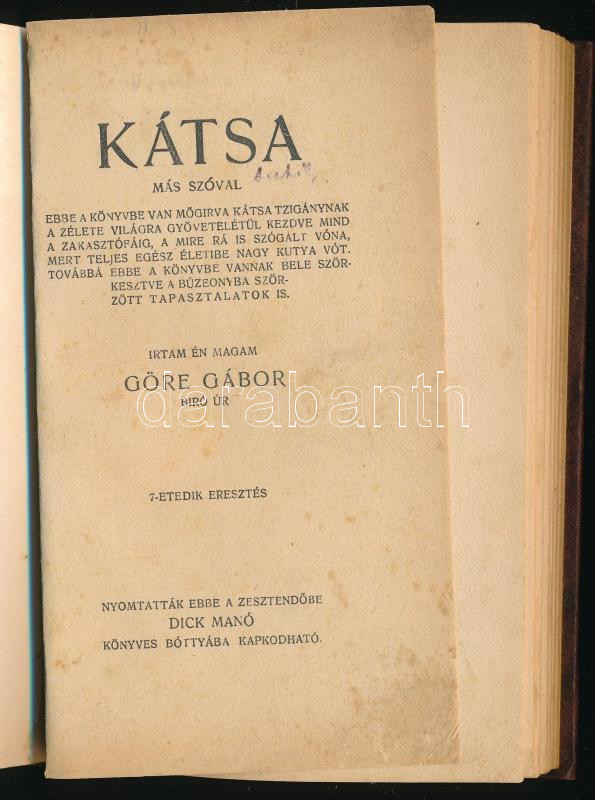 KÁTSA
MÁS SZÓVAL
EBBE A KÖNYVBE VAN MÖGIRVA KÁTSA TZIGÁNYNAK
A ZÉLETE VILÁGRA GYÖVETELÉTÜL KEZDVE MIND
A ZAKASZTÓFÁIG, A MIRE RÁ IS SZÓGÁLT VÓNA,
MERT TELJES EGÉSZ ÉLETIBE NAGY KUTYA VÓT.
TOVÁBBÁ EBBE A KÖNYVBE VANNAK BELE SZÖR-
KESZTVE A BÚZEONYBA SZÖR-
ZÖTT TAPASZTALATOK IS.
IRTAM ÉN MAGAM
GÖRE GÁBOR
BIRÓ ÚR
darabanth
7-ETEDIK ERESZTÉS
NYOMTATTÁK EBBE A ZESZTENDŐBE
DICK MANÓ
KÖNYVES BÓTTYÁBA KAPKODHATÓ.